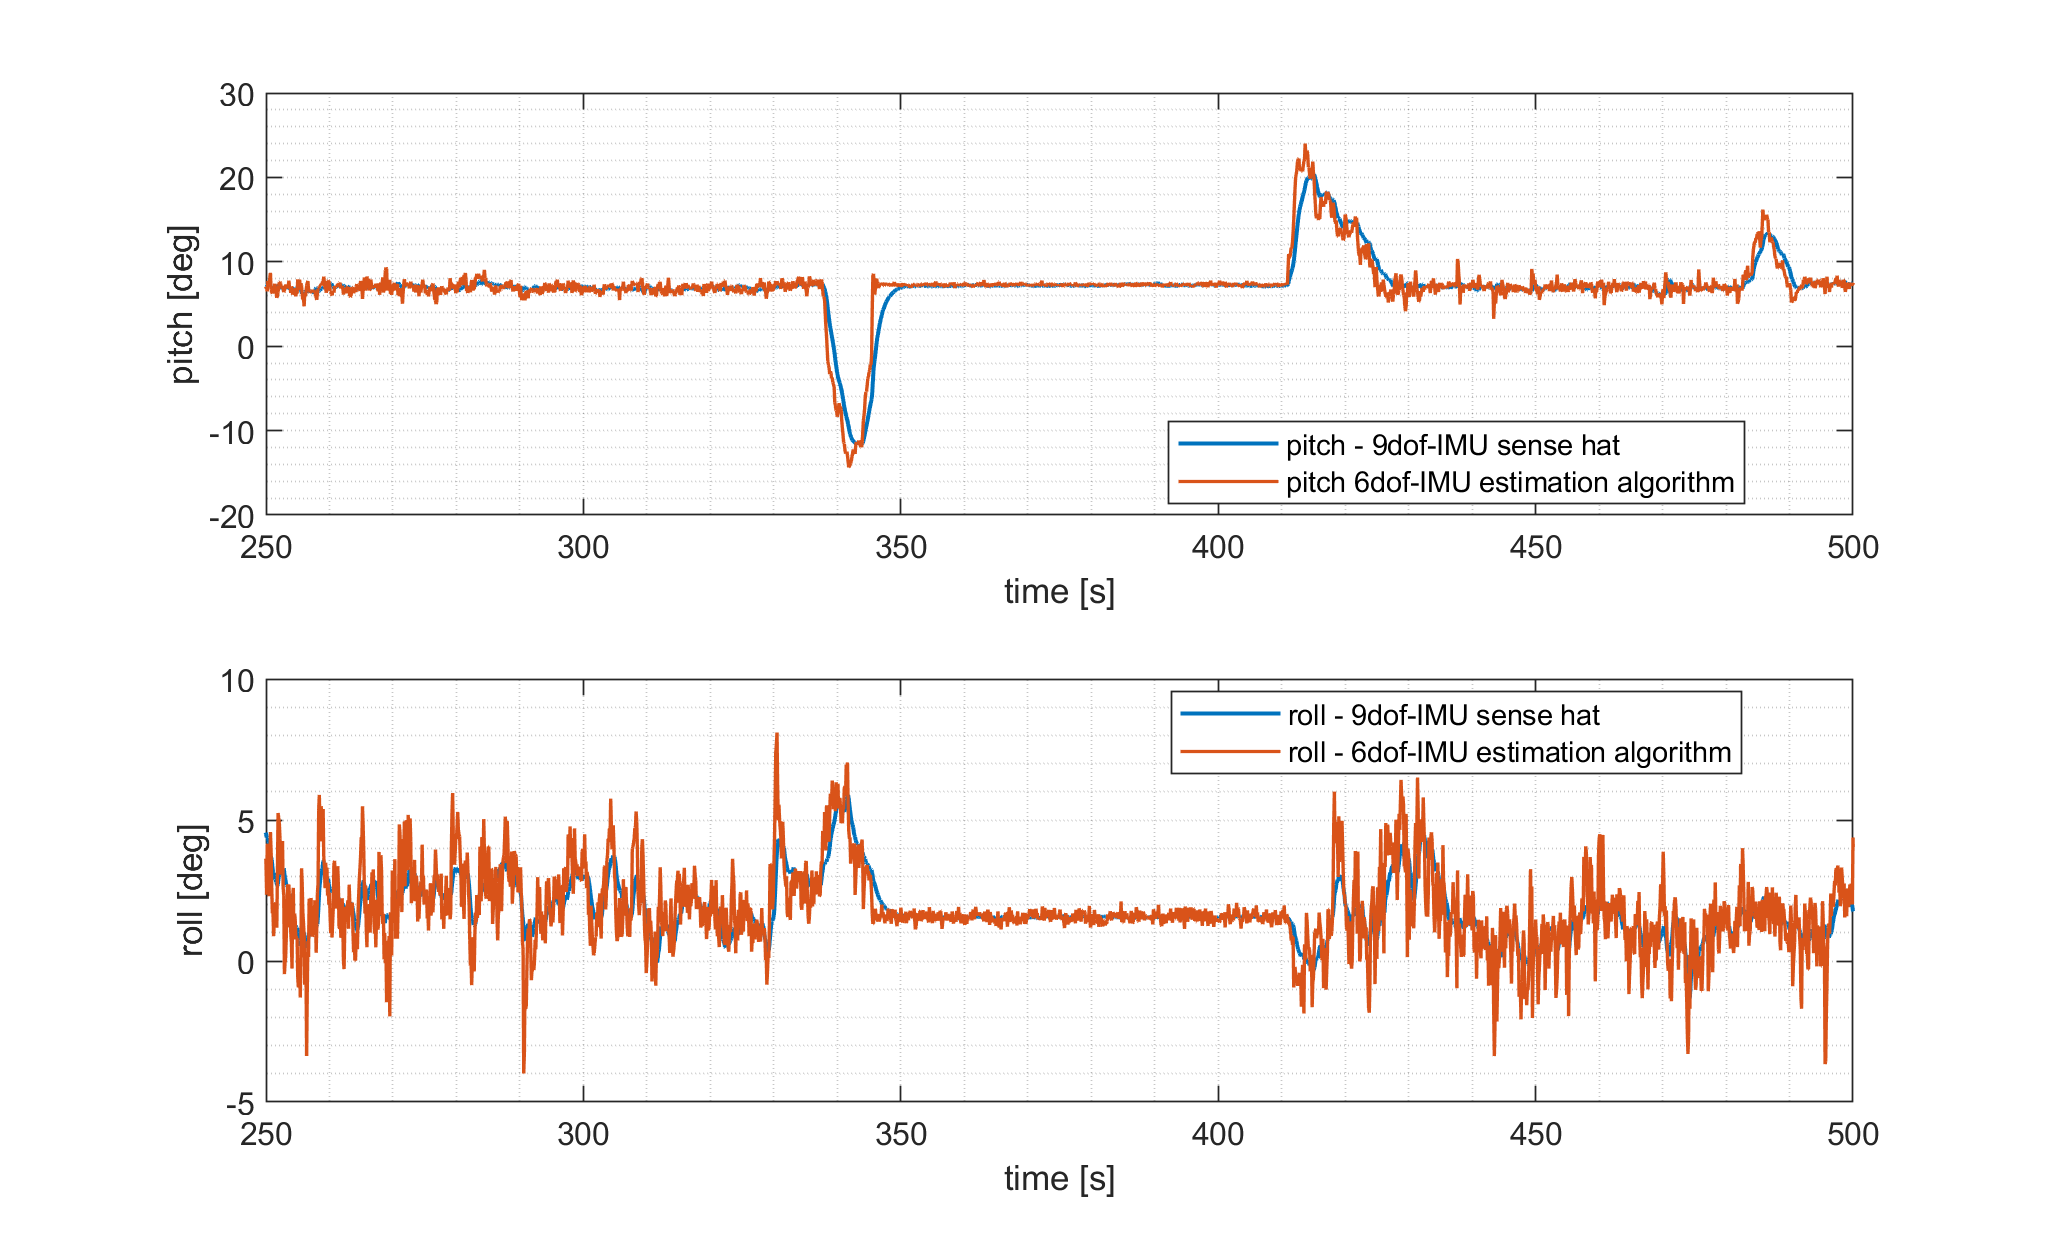 30
20
10
0
-10
-20
pitch [deg]
pitch - 9dof-IMU sense hat
pitch 6dof-IMU estimation algorithm
250 300 350 400 450 500
time [s]
10
5
0
-5
roll [deg]
roll - 9dof-IMU sense hat
roll - 6dof-IMU estimation algorithm
250 300 350 400 450 500
time [s]